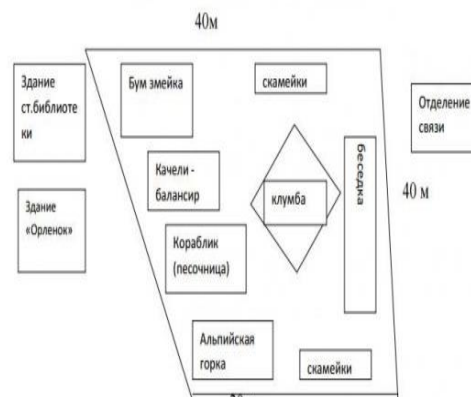 40м
Здание
ст.библиоте
ки
Бум змейка
скамейки
Отделение
связи
Качели -
балансир
беседка
клумба
40 м
Здание
«Орленок»
Кораблик
(песочница)
Альпийская
горка
скамейки